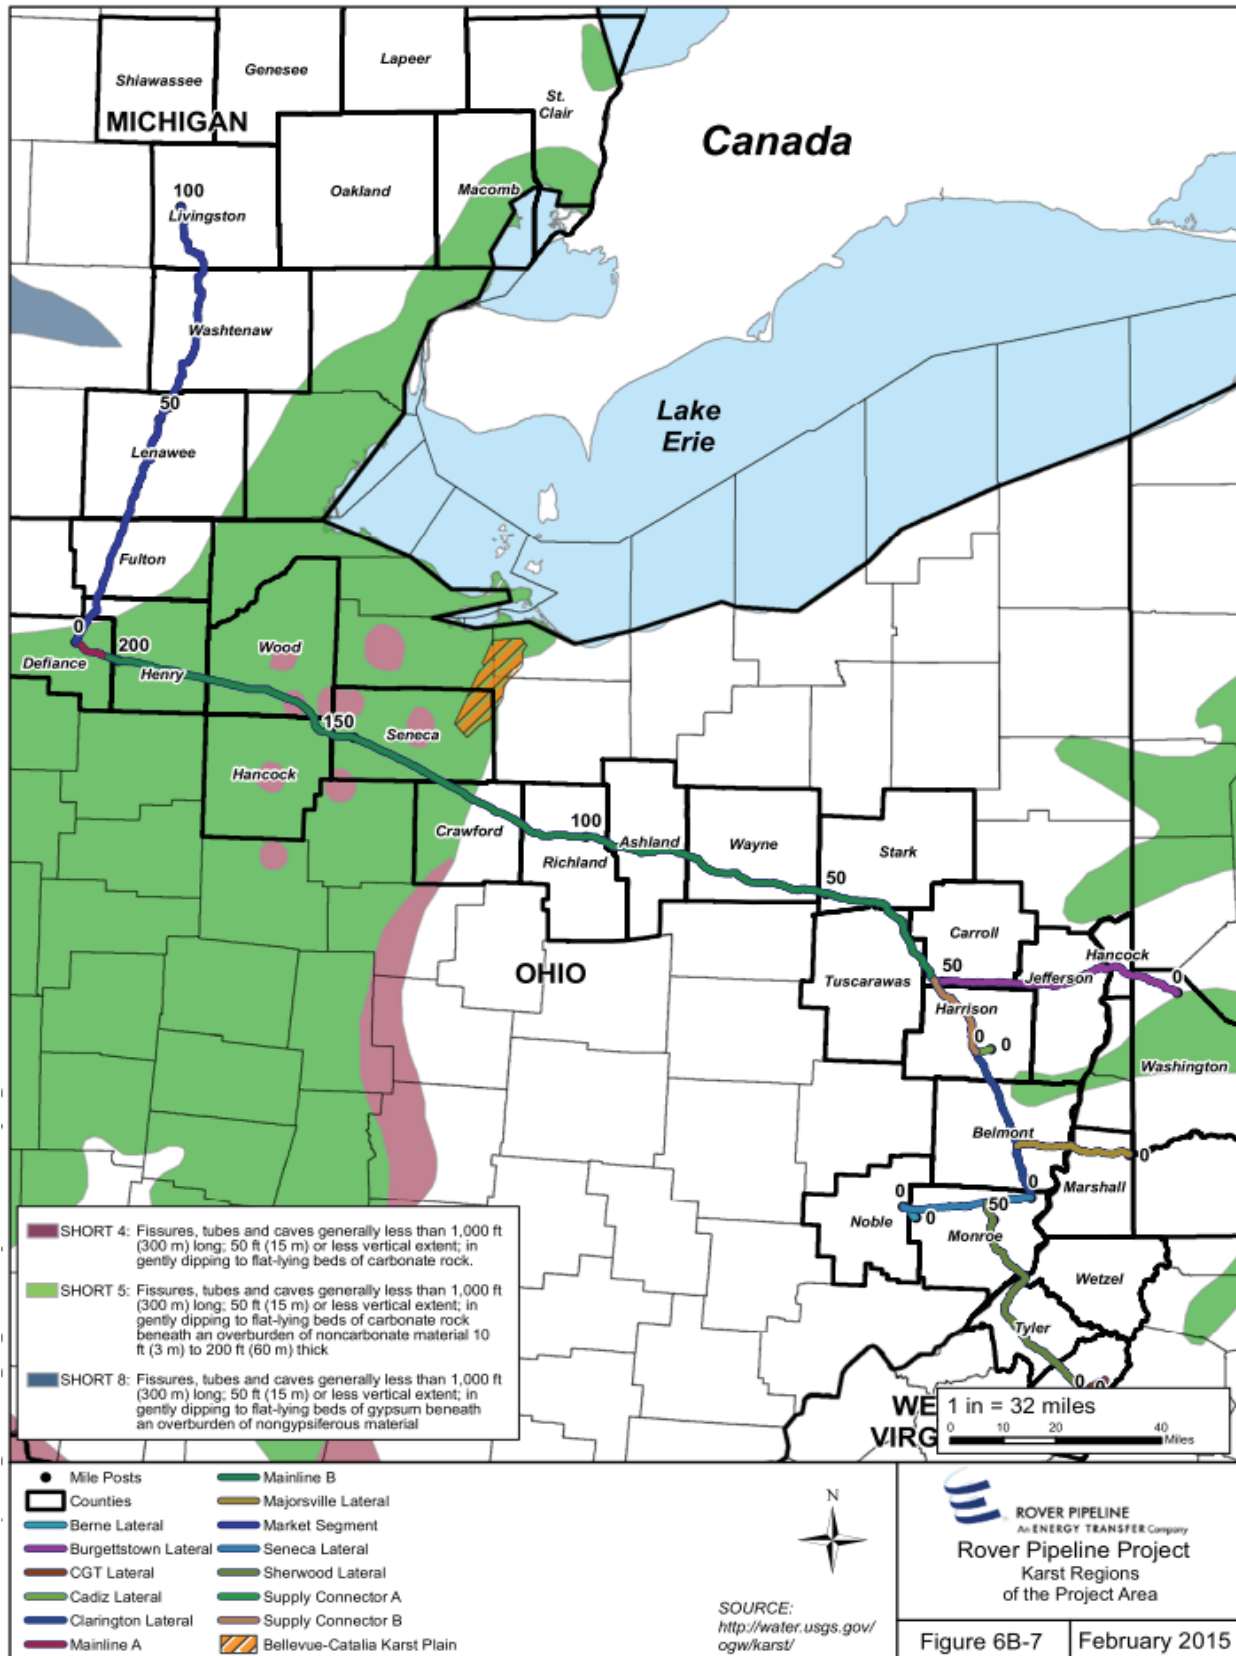 Shiawassee
Genesee
Lapeer
St.
Clair
MICHIGAN
Canada
100
Livingston
Oakland
Macomb
Washtenaw
50
Lenawee
Lake
Erie
Fulton
0
200
Defiance
Henry
Wood
150
Seneca
Hancock
Crawford
100
Richland
Ashland
Wayne
Stark
50
Carroll
OHIO
Tuscarawas
50
Jefferson
Hancock
0
Harrison
0
0
Washington
Belmont
0
0
Marshall
0
0
50
Noble
Monroe
Wetzel
Tyler
0
0
WE
VIRG
1 in = 32 miles
0 10 20 40
Miles
SHORT 4: Fissures, tubes and caves generally less than 1,000 ft
(300 m) long; 50 ft (15 m) or less vertical extent; in
gently dipping to flat-lying beds of carbonate rock.
SHORT 5: Fissures, tubes and caves generally less than 1,000 ft
(300 m) long; 50 ft (15 m) or less vertical extent; in
gently dipping to flat-lying beds of carbonate rock
beneath an overburden of noncarbonate material 10
ft (3 m) to 200 ft (60 m) thick
SHORT 8: Fissures, tubes and caves generally less than 1,000 ft
(300 m) long; 50 ft (15 m) or less vertical extent; in
gently dipping to flat-lying beds of gypsum beneath
an overburden of nongypsiferous material
Mile Posts
Counties
Berne Lateral
Burgettstown Lateral
CGT Lateral
Cadiz Lateral
Clarington Lateral
Mainline A
Mainline B
Majorsville Lateral
Market Segment
Seneca Lateral
Sherwood Lateral
Supply Connector A
Supply Connector B
Bellevue-Catalia Karst Plain
N
SOURCE:
http://water.usgs.gov/
ogw/karst/
ROVER PIPELINE
An ENERGY TRANSFER Company
Rover Pipeline Project
Karst Regions
of the Project Area
Figure 6B-7
February 2015